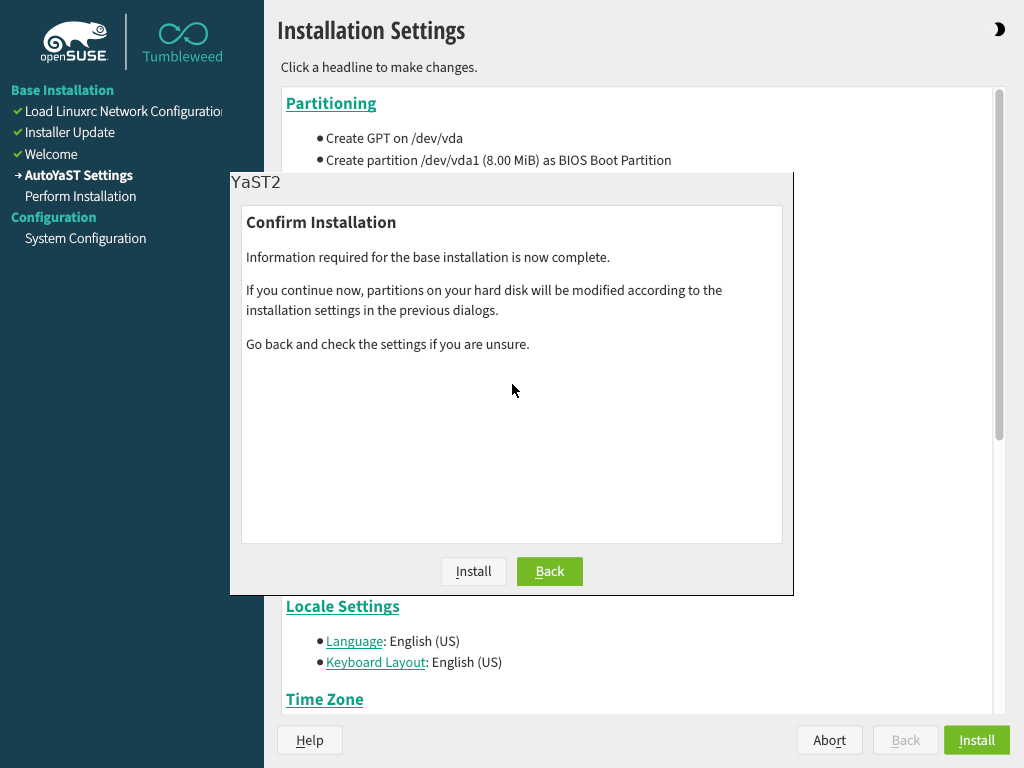 openSUSE
Tumbleweed
Base Installation
Load Linuxrc Network Configuration
Installer Update
Welcome
AutoYaST Settings
Perform Installation
Configuration
System Configuration
Installation Settings
Click a headline to make changes.
Partitioning
Create GPT on /dev/vda
Create partition /dev/vda1 (8.00 MiB) as BIOS Boot Partition
YaST2
Confirm Installation
Information required for the base installation is now complete.
If you continue now, partitions on your hard disk will be modified according to the
installation settings in the previous dialogs.
Go back and check the settings if you are unsure.
Install Back
Locale Settings
Language: English (US)
Keyboard Layout: English (US)
Time Zone
Help Abort Back Install